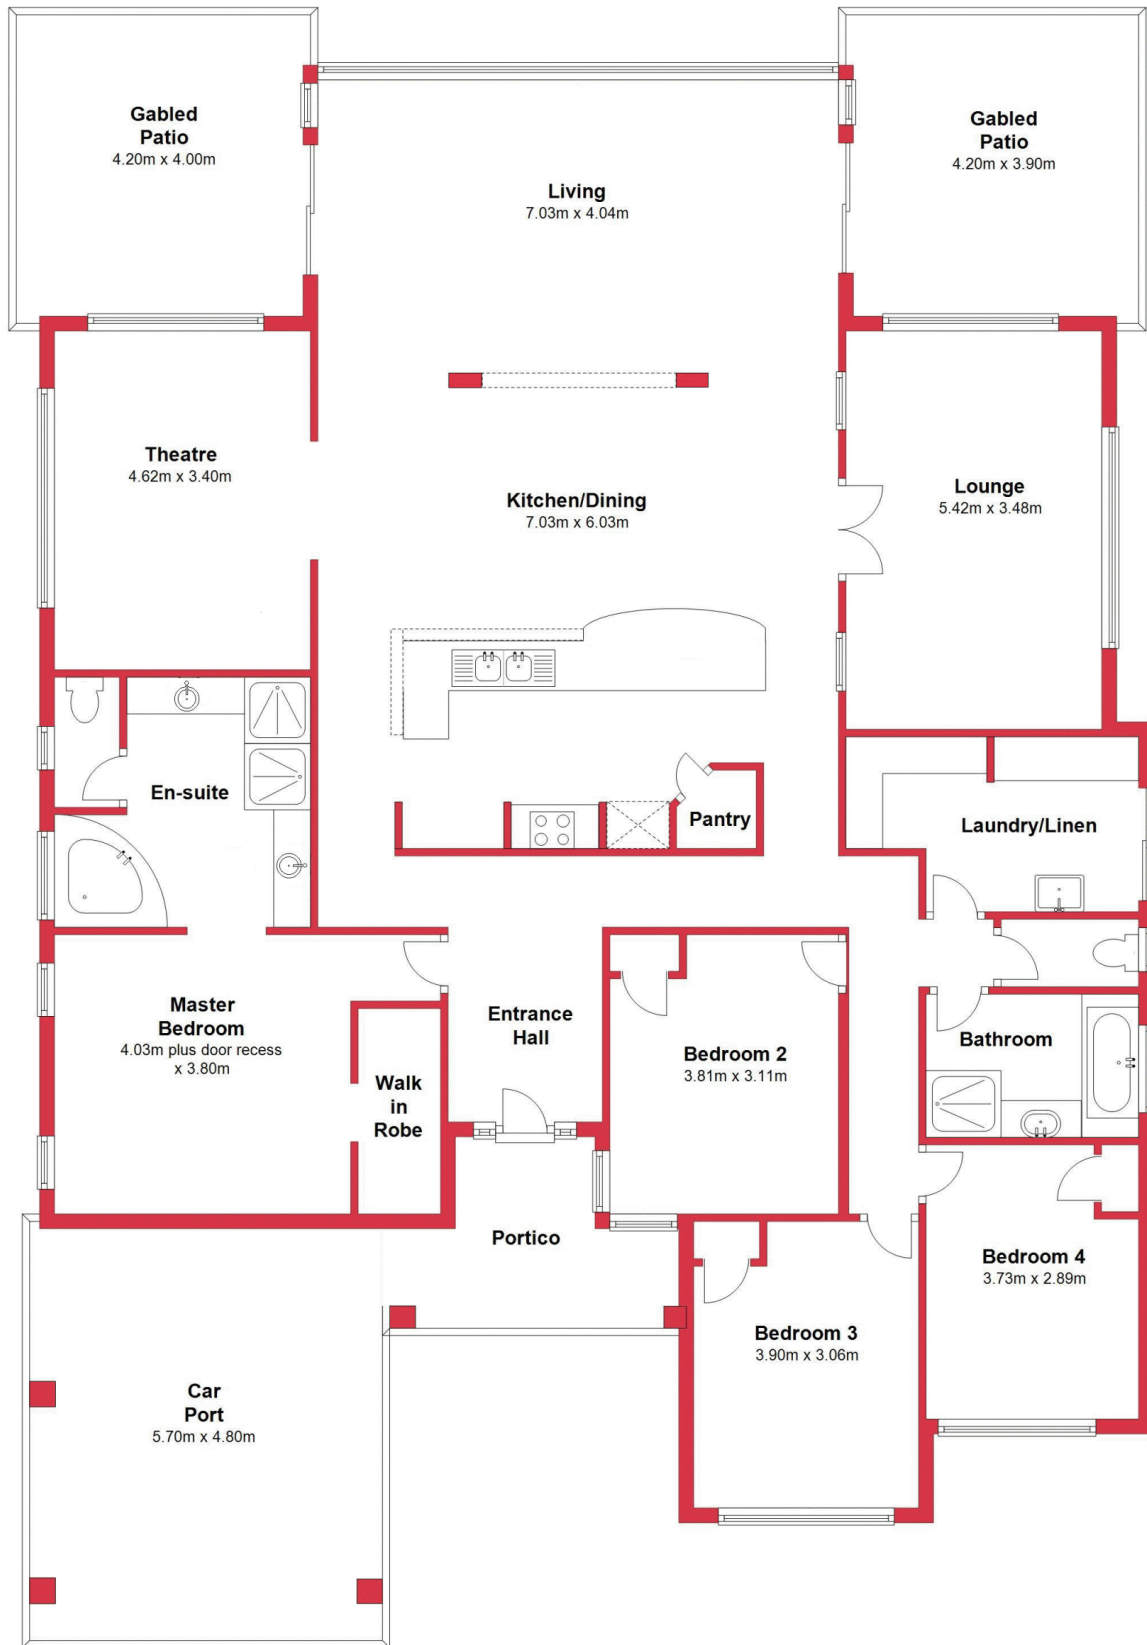 Gabled
Patio
4.20m x 4.00m
Living
7.03m x 4.04m
Gabled
Patio
4.20m x 3.90m
Theatre
4.62m x 3.40m
Kitchen/Dining
7.03m x 6.03m
Lounge
5.42m x 3.48m
En-suite
Pantry
Laundry/Linen
Master
Bedroom
4.03m plus door recess
x 3.80m
Walk
in
Robe
Entrance
Hall
Bedroom 2
3.81m x 3.11m
Bathroom
Portico
Bedroom 4
3.73m x 2.89m
Bedroom 3
3.90m x 3.06m
Car
Port
5.70m x 4.80m